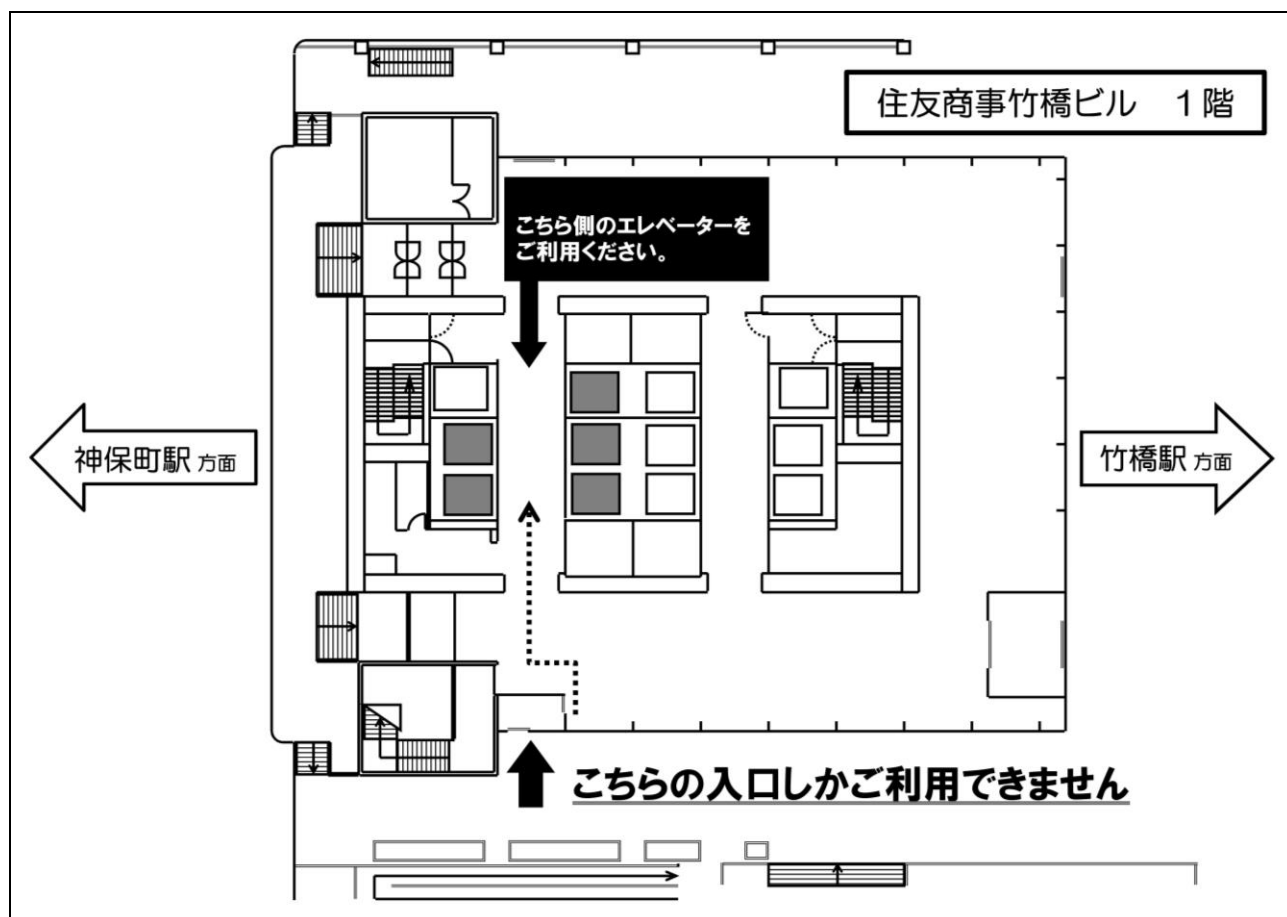 住友商事竹橋ビル　1階
こちら側のエレベーターを
ご利用ください。
神保町駅 方面
竹橋駅 方面
こちらの入口しかご利用できません